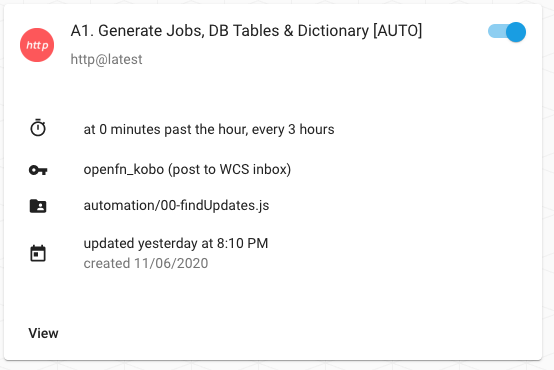 http
A1. Generate Jobs, DB Tables & Dictionary [AUTO]
http@latest
at 0 minutes past the hour, every 3 hours
openfn_kobo (post to WCS inbox)
automation/00-findUpdates.js
updated yesterday at 8:10 PM
created 11/06/2020
View